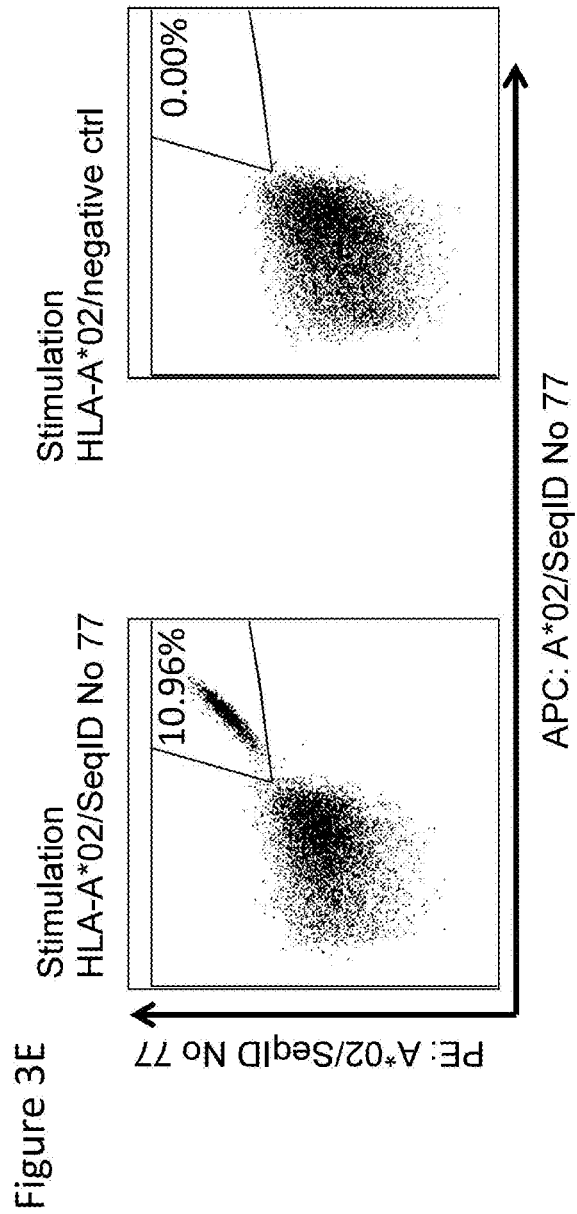 Figure 3E
Stimulation
HLA-A*02/SeqID No 77
Stimulation
HLA-A*02/negative ctrl
10.96%
0.00%
PE: A*02/SeqID No 77
APC: A*02/SeqID No 77